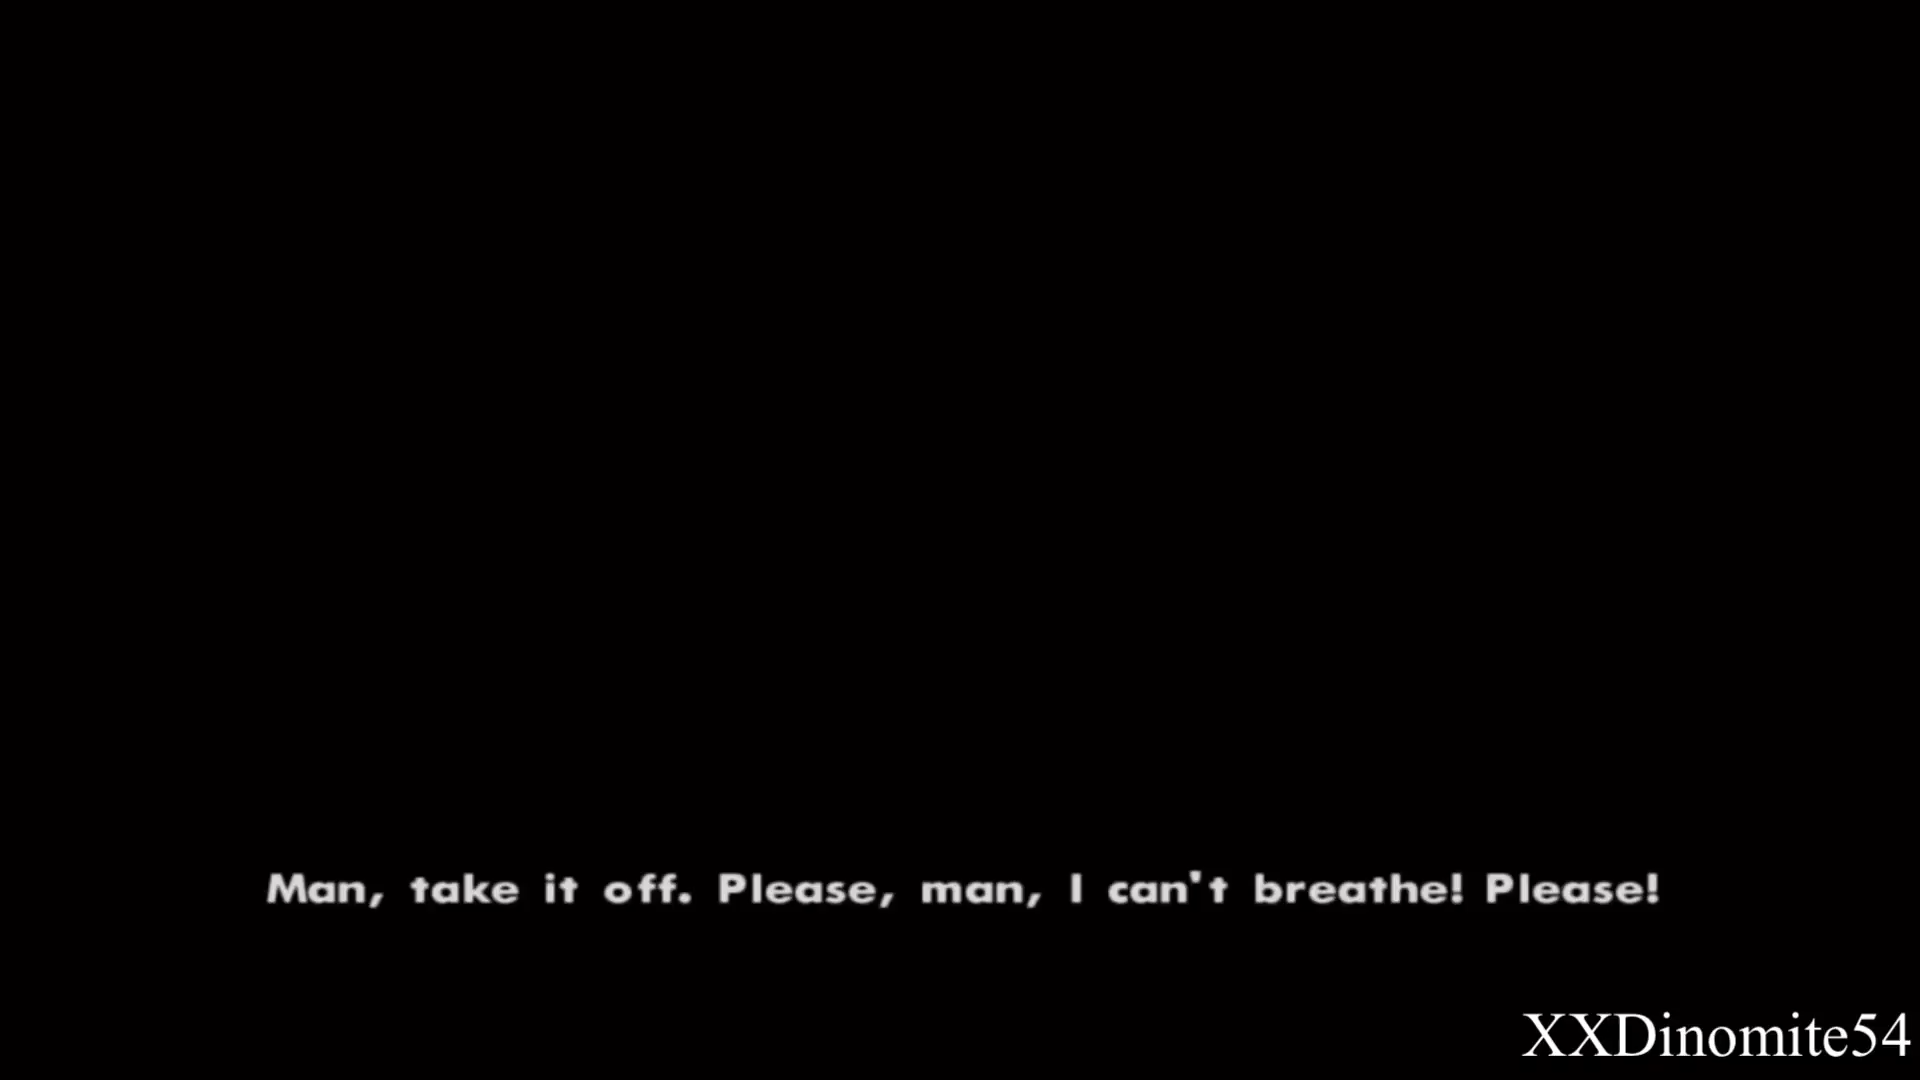 Man, take it off. Please, man, I can't breathe! Please!
XXDinomite54